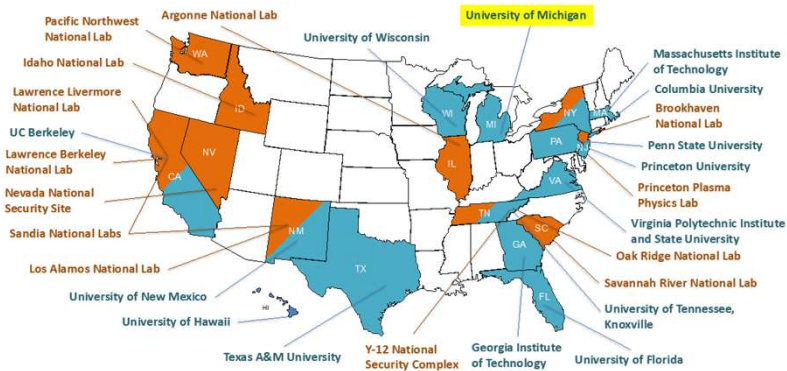 Argonne National Lab
University of Michigan
Pacific Northwest
National Lab
University of Wisconsin
Idaho National Lab
Massachusetts Institute
of Technology
Lawrence Livermore
National Lab
Columbia University
Brookhaven
National Lab
UC Berkeley
Penn State University
Lawrence Berkeley
National Lab
Princeton University
Princeton Plasma
Physics Lab
Nevada National
Security Site
Virginia Polytechnic Institute
and State University
Sandia National Labs
Oak Ridge National Lab
Los Alamos National Lab
Savannah River National Lab
University of New Mexico
University of Tennessee,
Knoxville
University of Hawaii
Texas A&M University
Y-12 National
Security Complex
Georgia Institute
of Technology
University of Florida
WA
ID
NV
CA
NM
TX
HI
WI
MI
IL
TN
GA
FL
SC
VA
PA
NJ
NY
MA